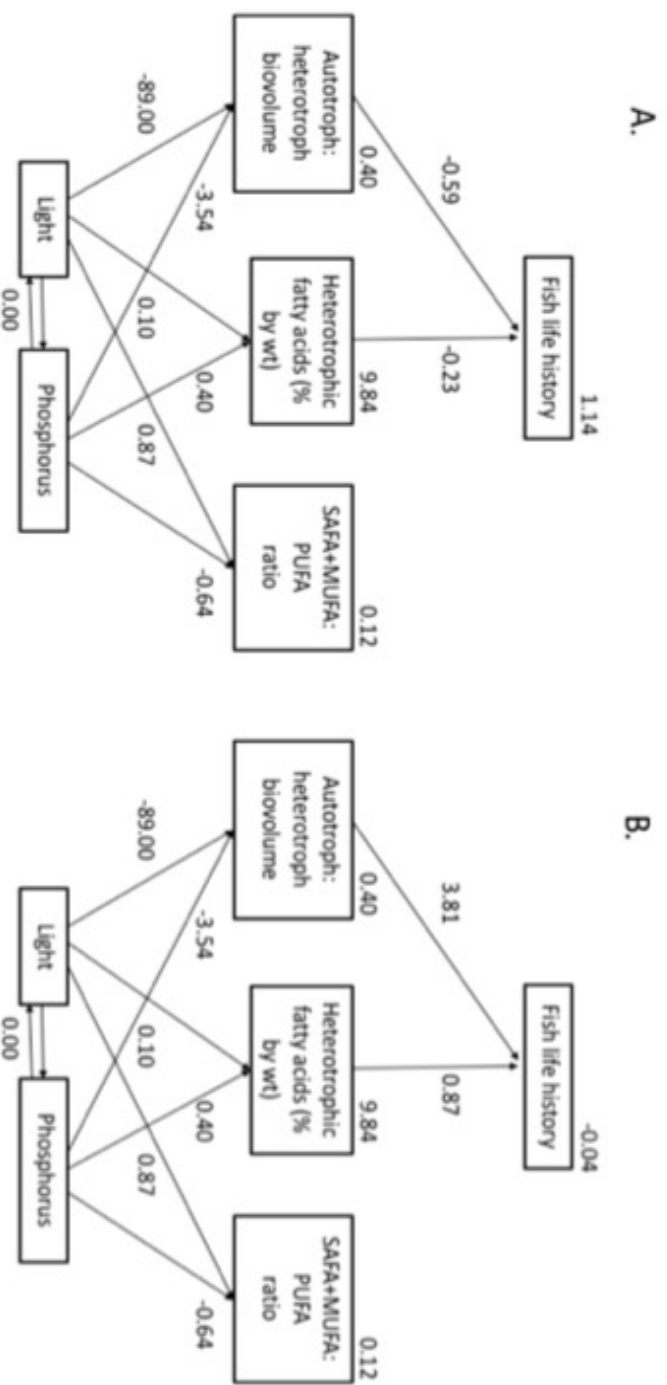 A.
Fish life history
1.14
-0.59
-0.23
Autotroph:
heterotroph
biovolume
0.40
Heterotrophic
fatty acids (%
by wt)
9.84
SAFA+MUFA:
PUFA
ratio
0.12
-89.00
-3.54
0.10
0.40
0.87
-0.64
Light
Phosphorus
0.00
B.
Fish life history
-0.04
3.81
0.87
Autotroph:
heterotroph
biovolume
0.40
Heterotrophic
fatty acids (%
by wt)
9.84
SAFA+MUFA:
PUFA
ratio
0.12
-89.00
-3.54
0.10
0.40
0.87
-0.64
Light
Phosphorus
0.00